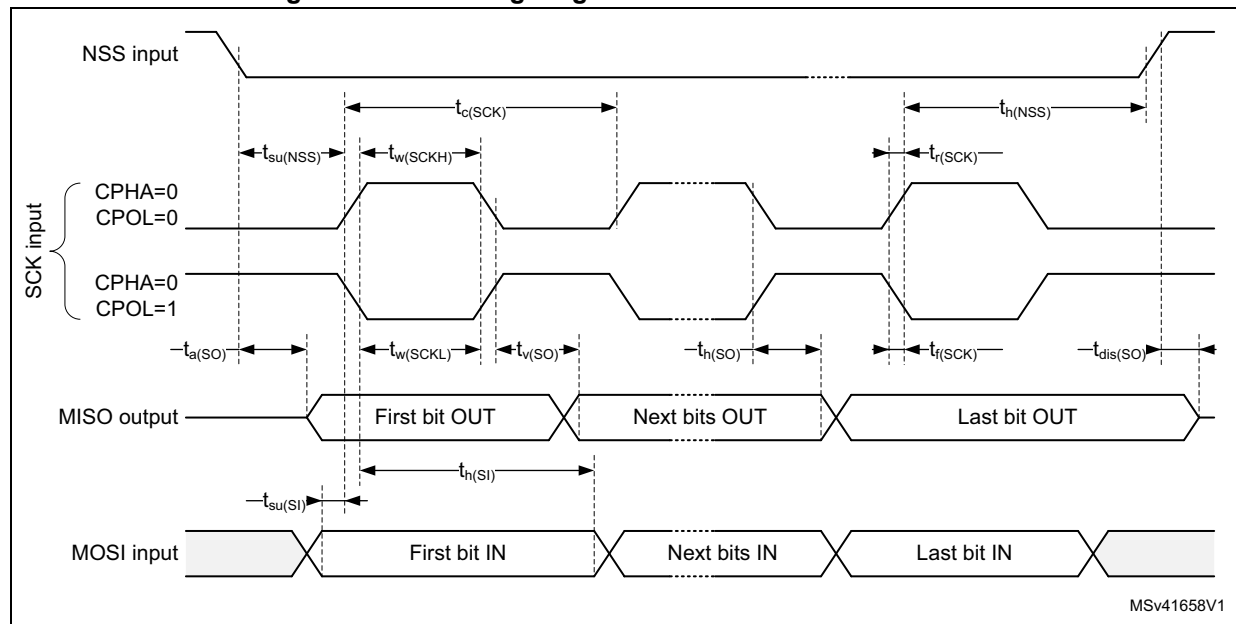 NSS input
tc(SCK)
th(NSS)
tsu(NSS)
tw(SCKH)
tr(SCK)
CPHA=0
CPOL=0
SCK input
CPHA=0
CPOL=1
ta(SO)
tw(SCKL)
tv(SO)
th(SO)
tf(SCK)
tdis(SO)
MISO output
First bit OUT
Next bits OUT
Last bit OUT
th(SI)
tsu(SI)
MOSI input
First bit IN
Next bits IN
Last bit IN
MSv41658V1